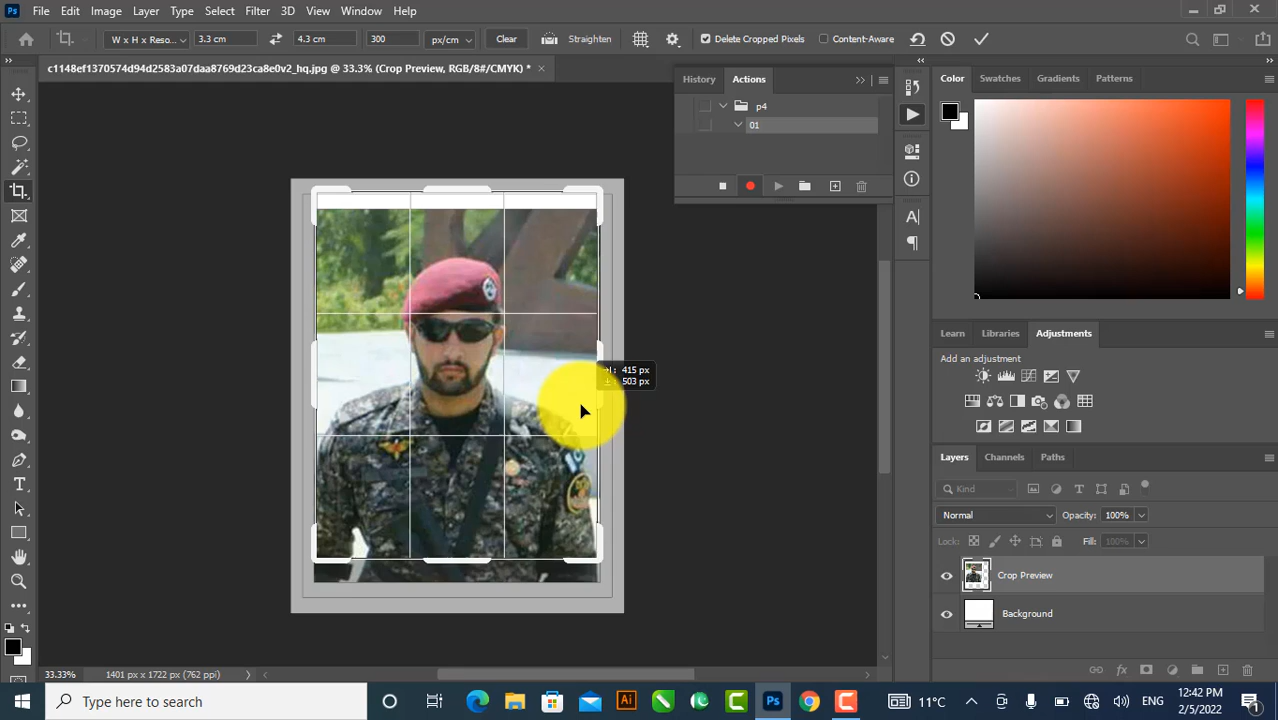 Ps File Edit Image Layer Type Select Filter 3D View Window Help
W x H x Reso... 3.3 cm 4.3 cm 300 px/cm Clear Straighten Delete Cropped Pixels Content-Aware
c1148ef1370574d94d2583a07daa8769d23ca8e0v2_hq.jpg @ 33.3% (Crop Preview, RGB/8#/CMYK) *
History Actions
p4
01
Color Swatches Gradients Patterns
415 px
503 px
Learn Libraries Adjustments
Add an adjustment
Layers Channels Paths
Kind
Normal Opacity: 100%
Lock: Fill: 100%
Crop Preview
Background
33.33% 1401 px x 1722 px (762 ppi)
Type here to search
Ai Ps 11°C ENG 12:42 PM
2/5/2022